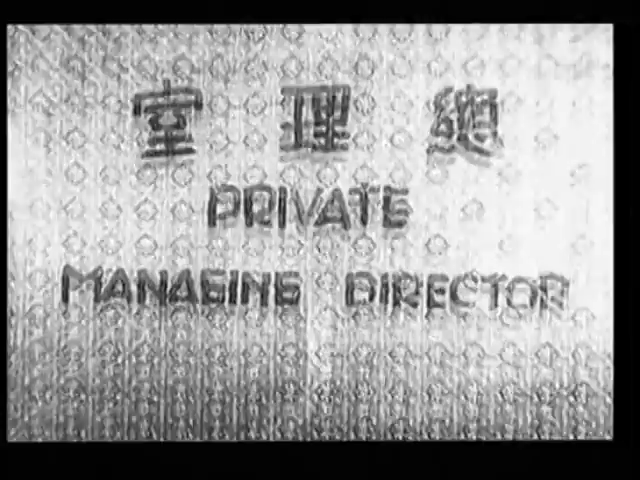 總理室
PRIVATE
MANAGING DIRECTOR